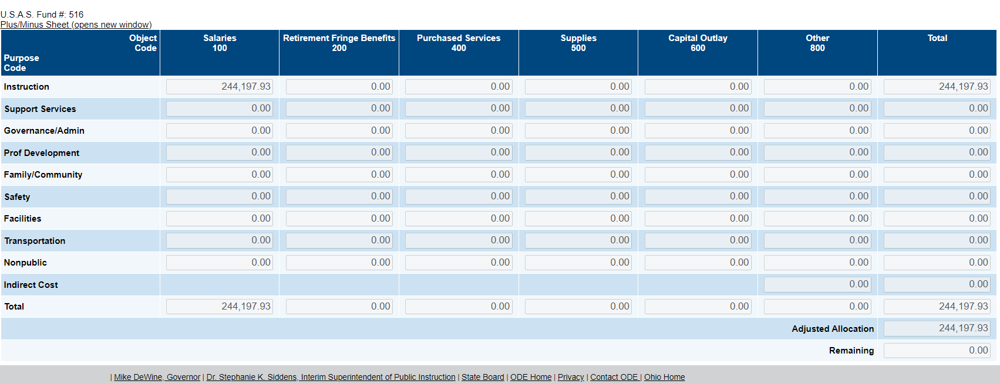 U.S.A.S. Fund #: 516
Plus/Minus Sheet (opens new window)
Object Code Purpose Code Salaries 100 Retirement Fringe Benefits 200 Purchased Services 400 Supplies 500 Capital Outlay 600 Other 800 Total
Instruction 244,197.93 0.00 0.00 0.00 0.00 0.00 244,197.93
Support Services 0.00 0.00 0.00 0.00 0.00 0.00 0.00
Governance/Admin 0.00 0.00 0.00 0.00 0.00 0.00 0.00
Prof Development 0.00 0.00 0.00 0.00 0.00 0.00 0.00
Family/Community 0.00 0.00 0.00 0.00 0.00 0.00 0.00
Safety 0.00 0.00 0.00 0.00 0.00 0.00 0.00
Facilities 0.00 0.00 0.00 0.00 0.00 0.00 0.00
Transportation 0.00 0.00 0.00 0.00 0.00 0.00 0.00
Nonpublic 0.00 0.00 0.00 0.00 0.00 0.00 0.00
Indirect Cost 0.00 0.00
Total 244,197.93 0.00 0.00 0.00 0.00 0.00 244,197.93
Adjusted Allocation 244,197.93
Remaining 0.00
| Mike DeWine, Governor | Dr. Stephanie K. Siddens, Interim Superintendent of Public Instruction | State Board | ODE Home | Privacy | Contact ODE | Ohio Home